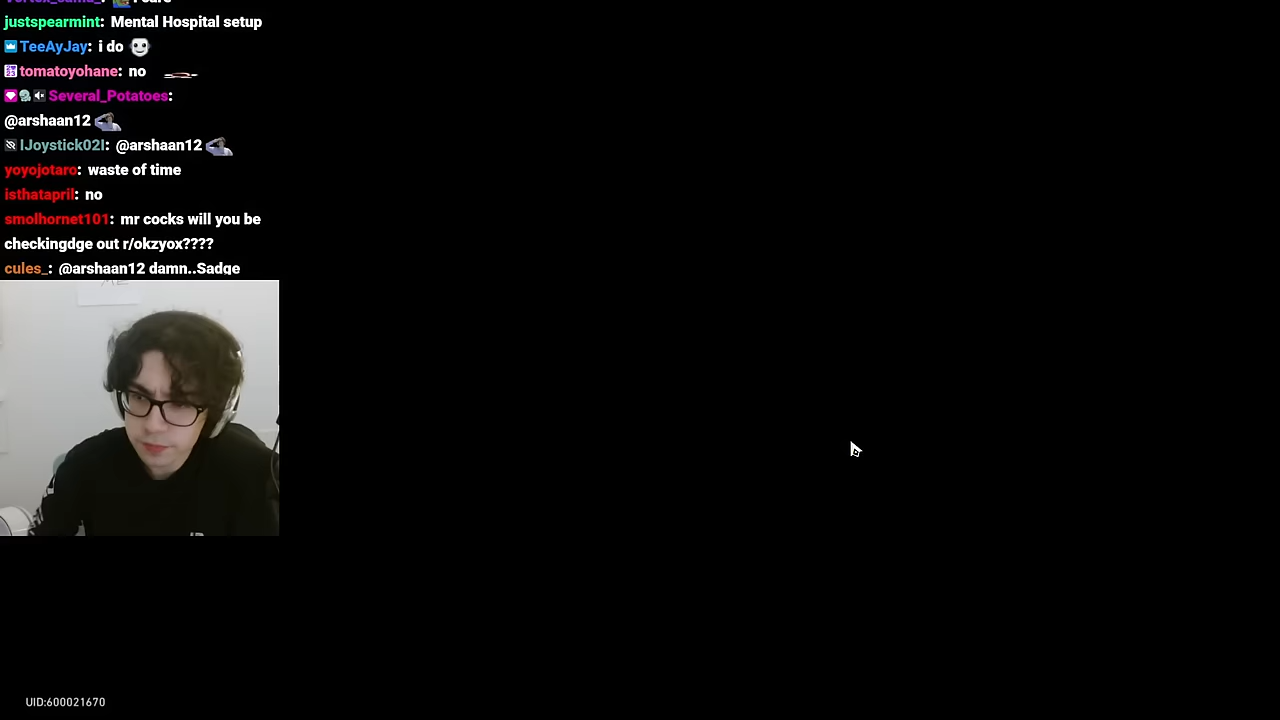 justspearmint: Mental Hospital setup
TeeAyJay: i do
tomatoyohane: no
Several_Potatoes:
@arshaan12
lJoystick02l: @arshaan12
yoyojotaro: waste of time
isthatapril: no
smolhornet101: mr cocks will you be
checkingdge out r/okzyox????
cules_: @arshaan12 damn..Sadge
UID:600021670